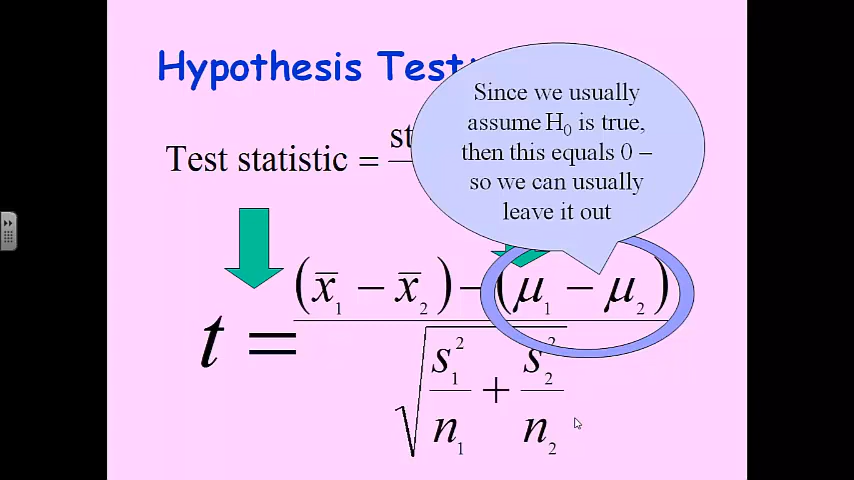 Hypothesis Test:
Since we usually
assume H₀ is true,
then this equals 0 –
so we can usually
leave it out
Test statistic = st
t = ((x̄₁ − x̄₂) − (μ₁ − μ₂)) / √(s₁²/n₁ + s₂²/n₂)